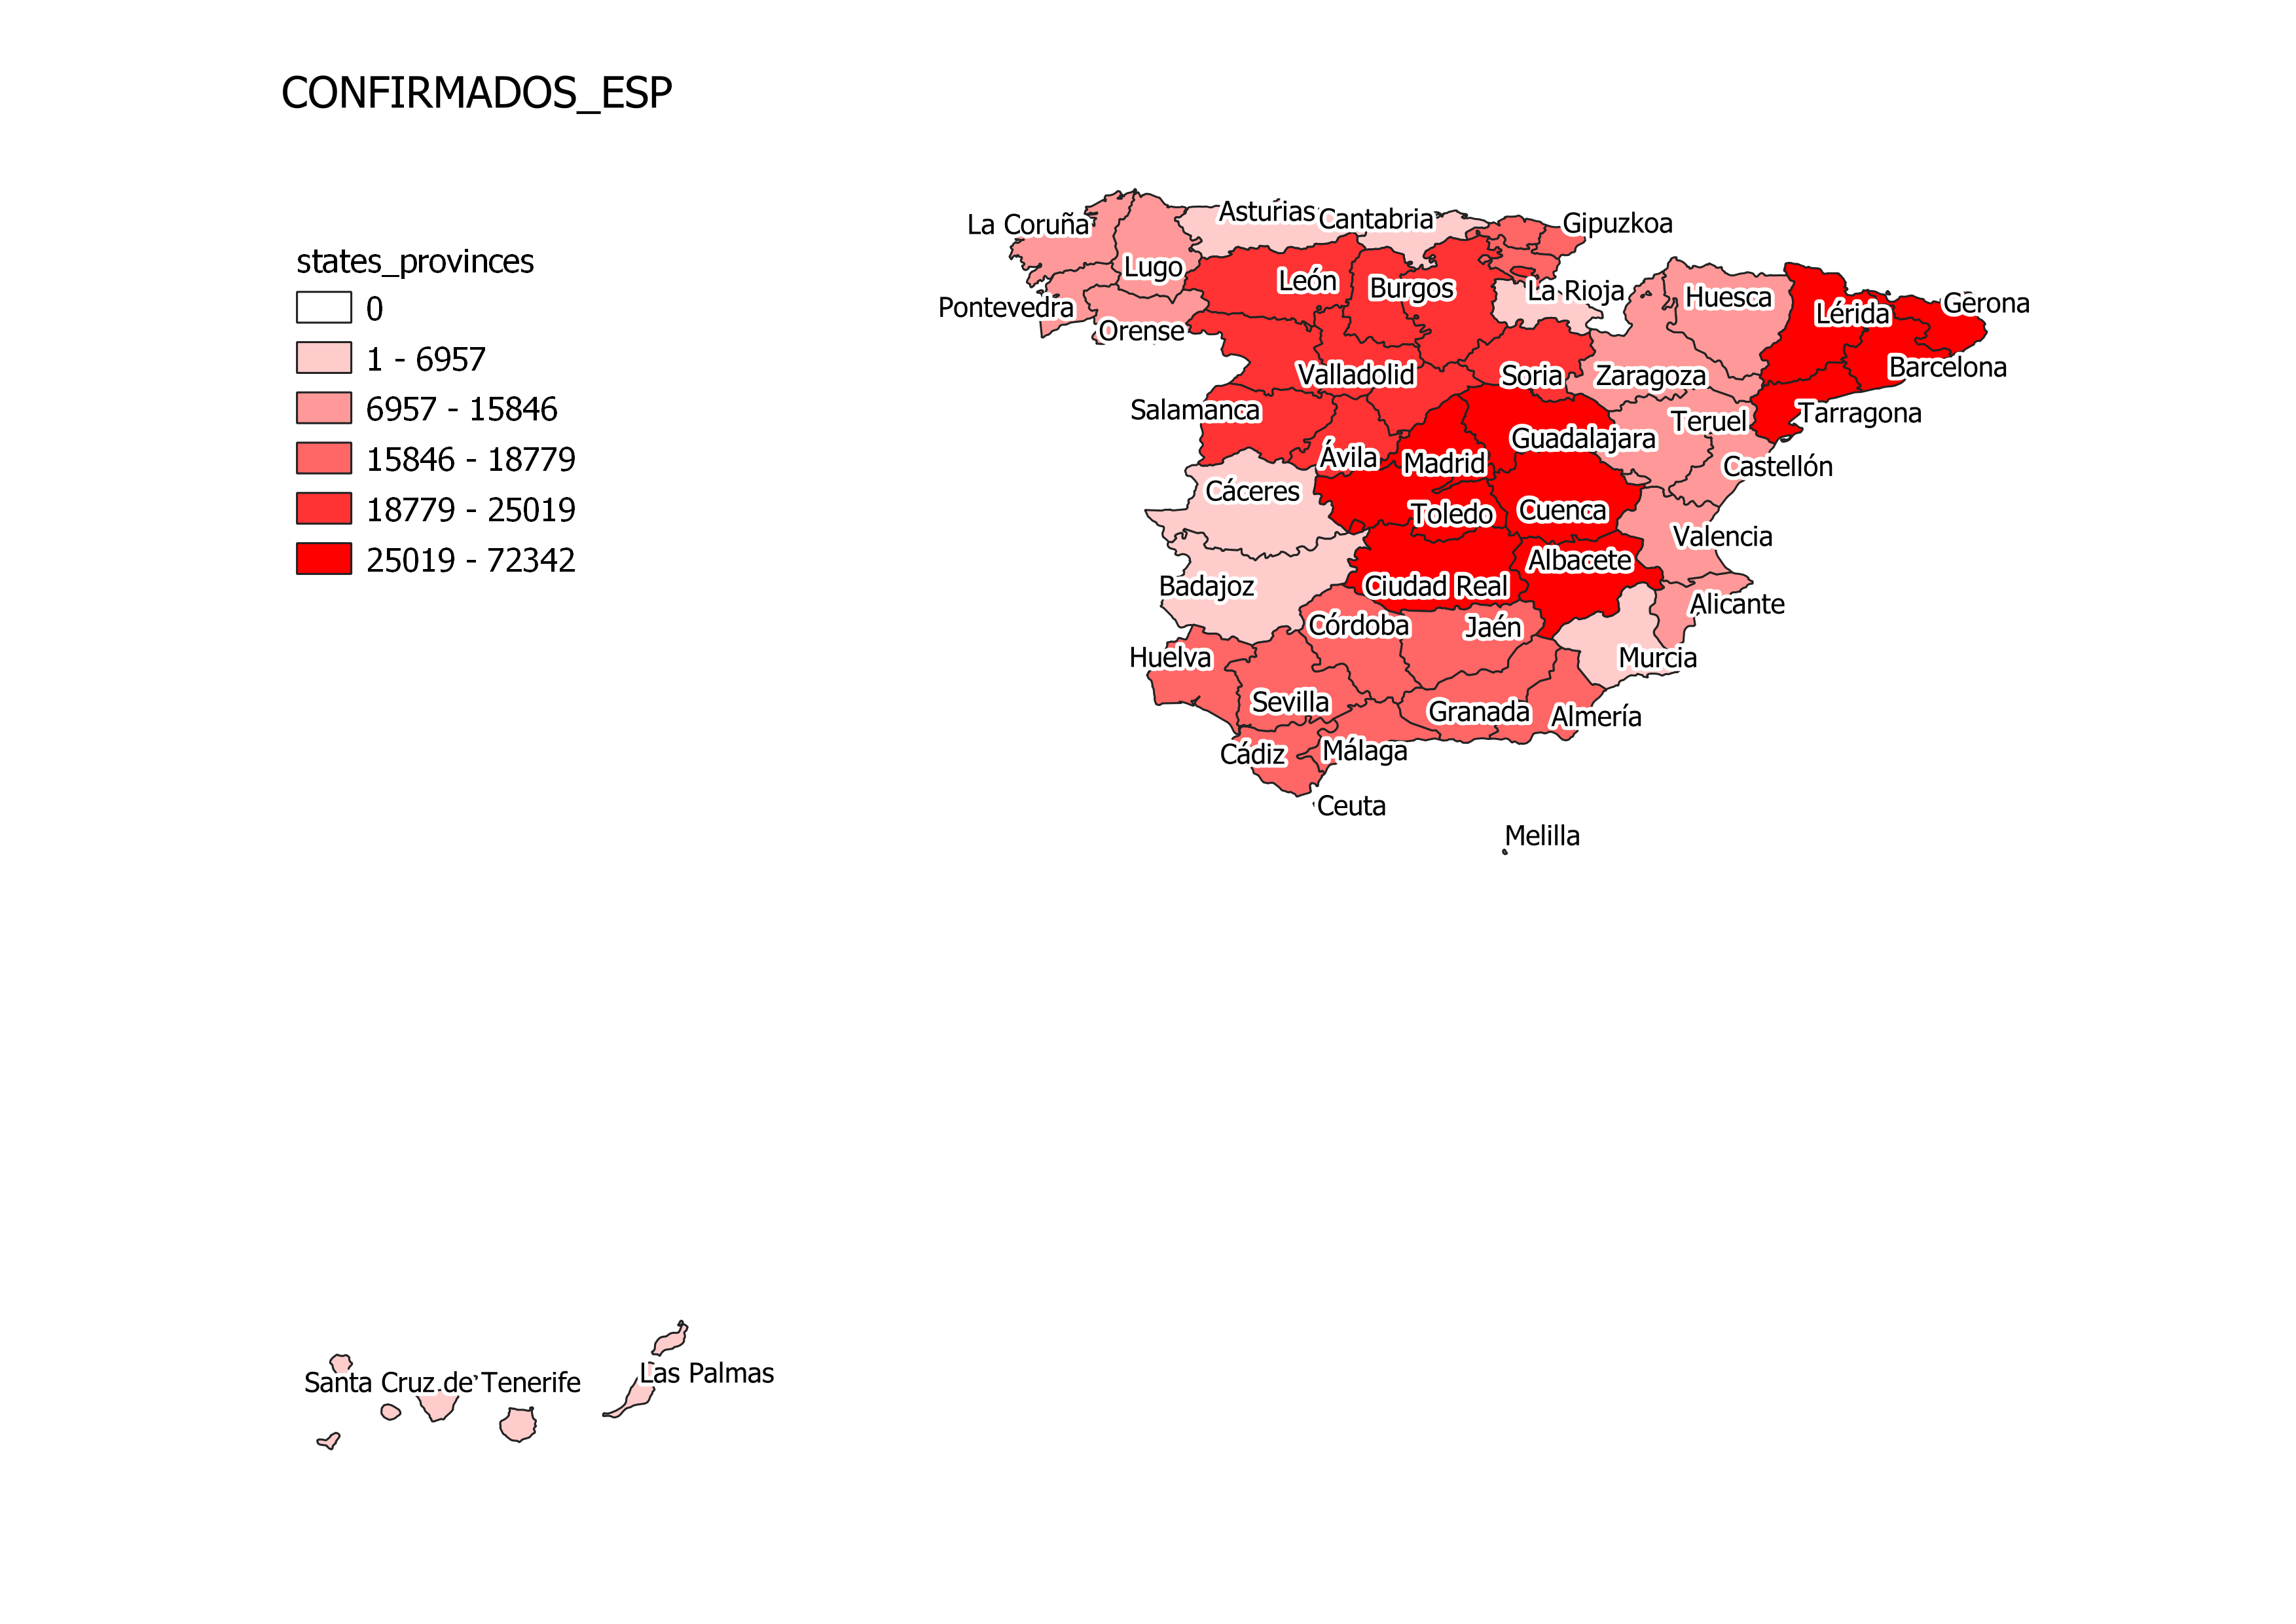 CONFIRMADOS_ESP
states_provinces
0
1 - 6957
6957 - 15846
15846 - 18779
18779 - 25019
25019 - 72342
La Coruña
Asturias
Cantabria
Gipuzkoa
Lugo
León
Burgos
La Rioja
Huesca
Gerona
Pontevedra
Orense
Lérida
Valladolid
Soria
Zaragoza
Barcelona
Salamanca
Teruel
Tarragona
Ávila
Madrid
Guadalajara
Castellón
Cáceres
Toledo
Cuenca
Valencia
Badajoz
Ciudad Real
Albacete
Alicante
Córdoba
Jaén
Huelva
Murcia
Sevilla
Granada
Almería
Cádiz
Málaga
Ceuta
Melilla
Santa Cruz de Tenerife
Las Palmas